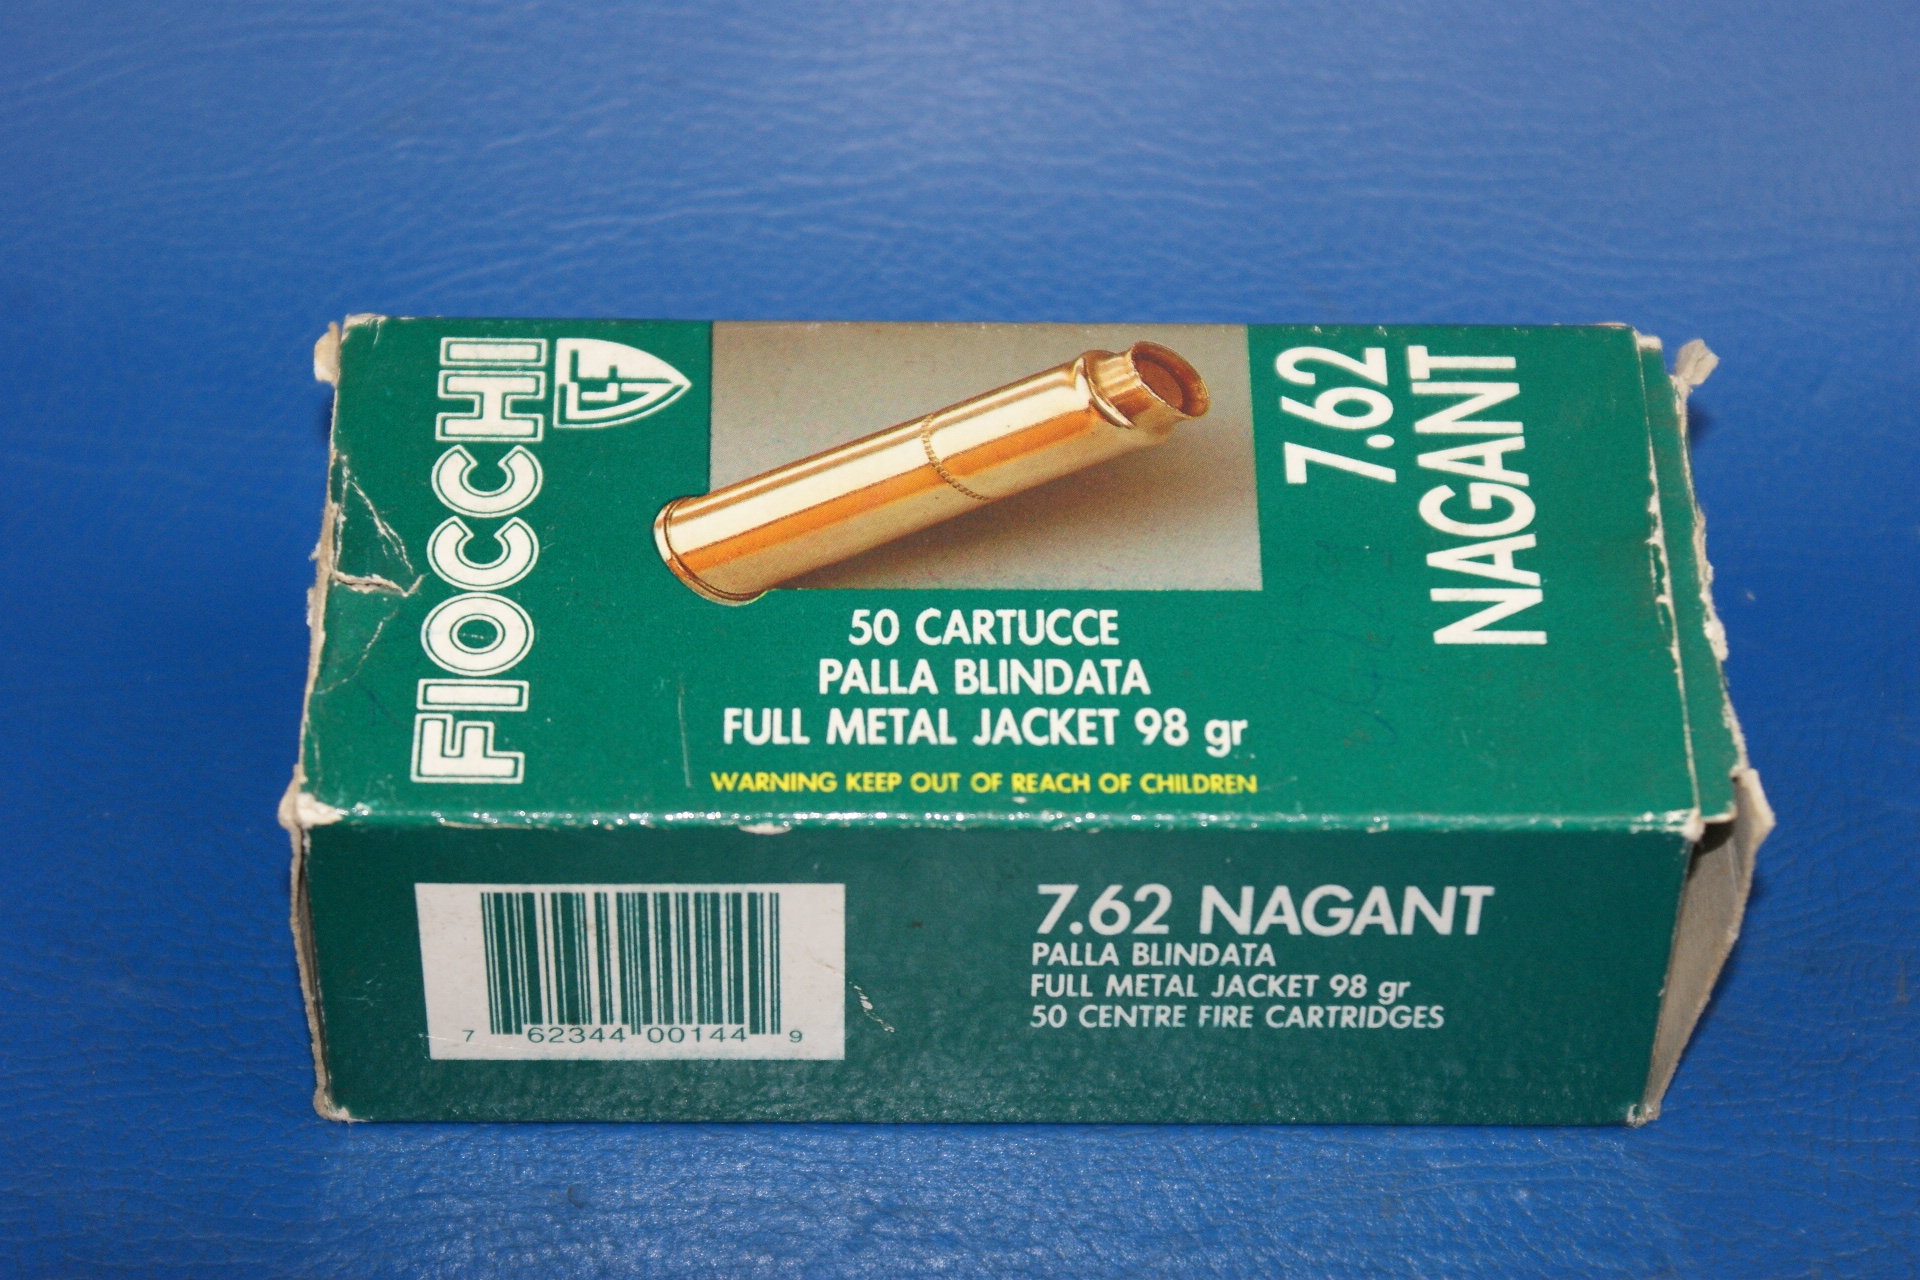 FIOCCHI
LF
7.62
NAGANT
50 CARTUCCE
PALLA BLINDATA
FULL METAL JACKET 98 gr
WARNING KEEP OUT OF REACH OF CHILDREN
7 62344 00144 9
7.62 NAGANT
PALLA BLINDATA
FULL METAL JACKET 98 gr
50 CENTRE FIRE CARTRIDGES